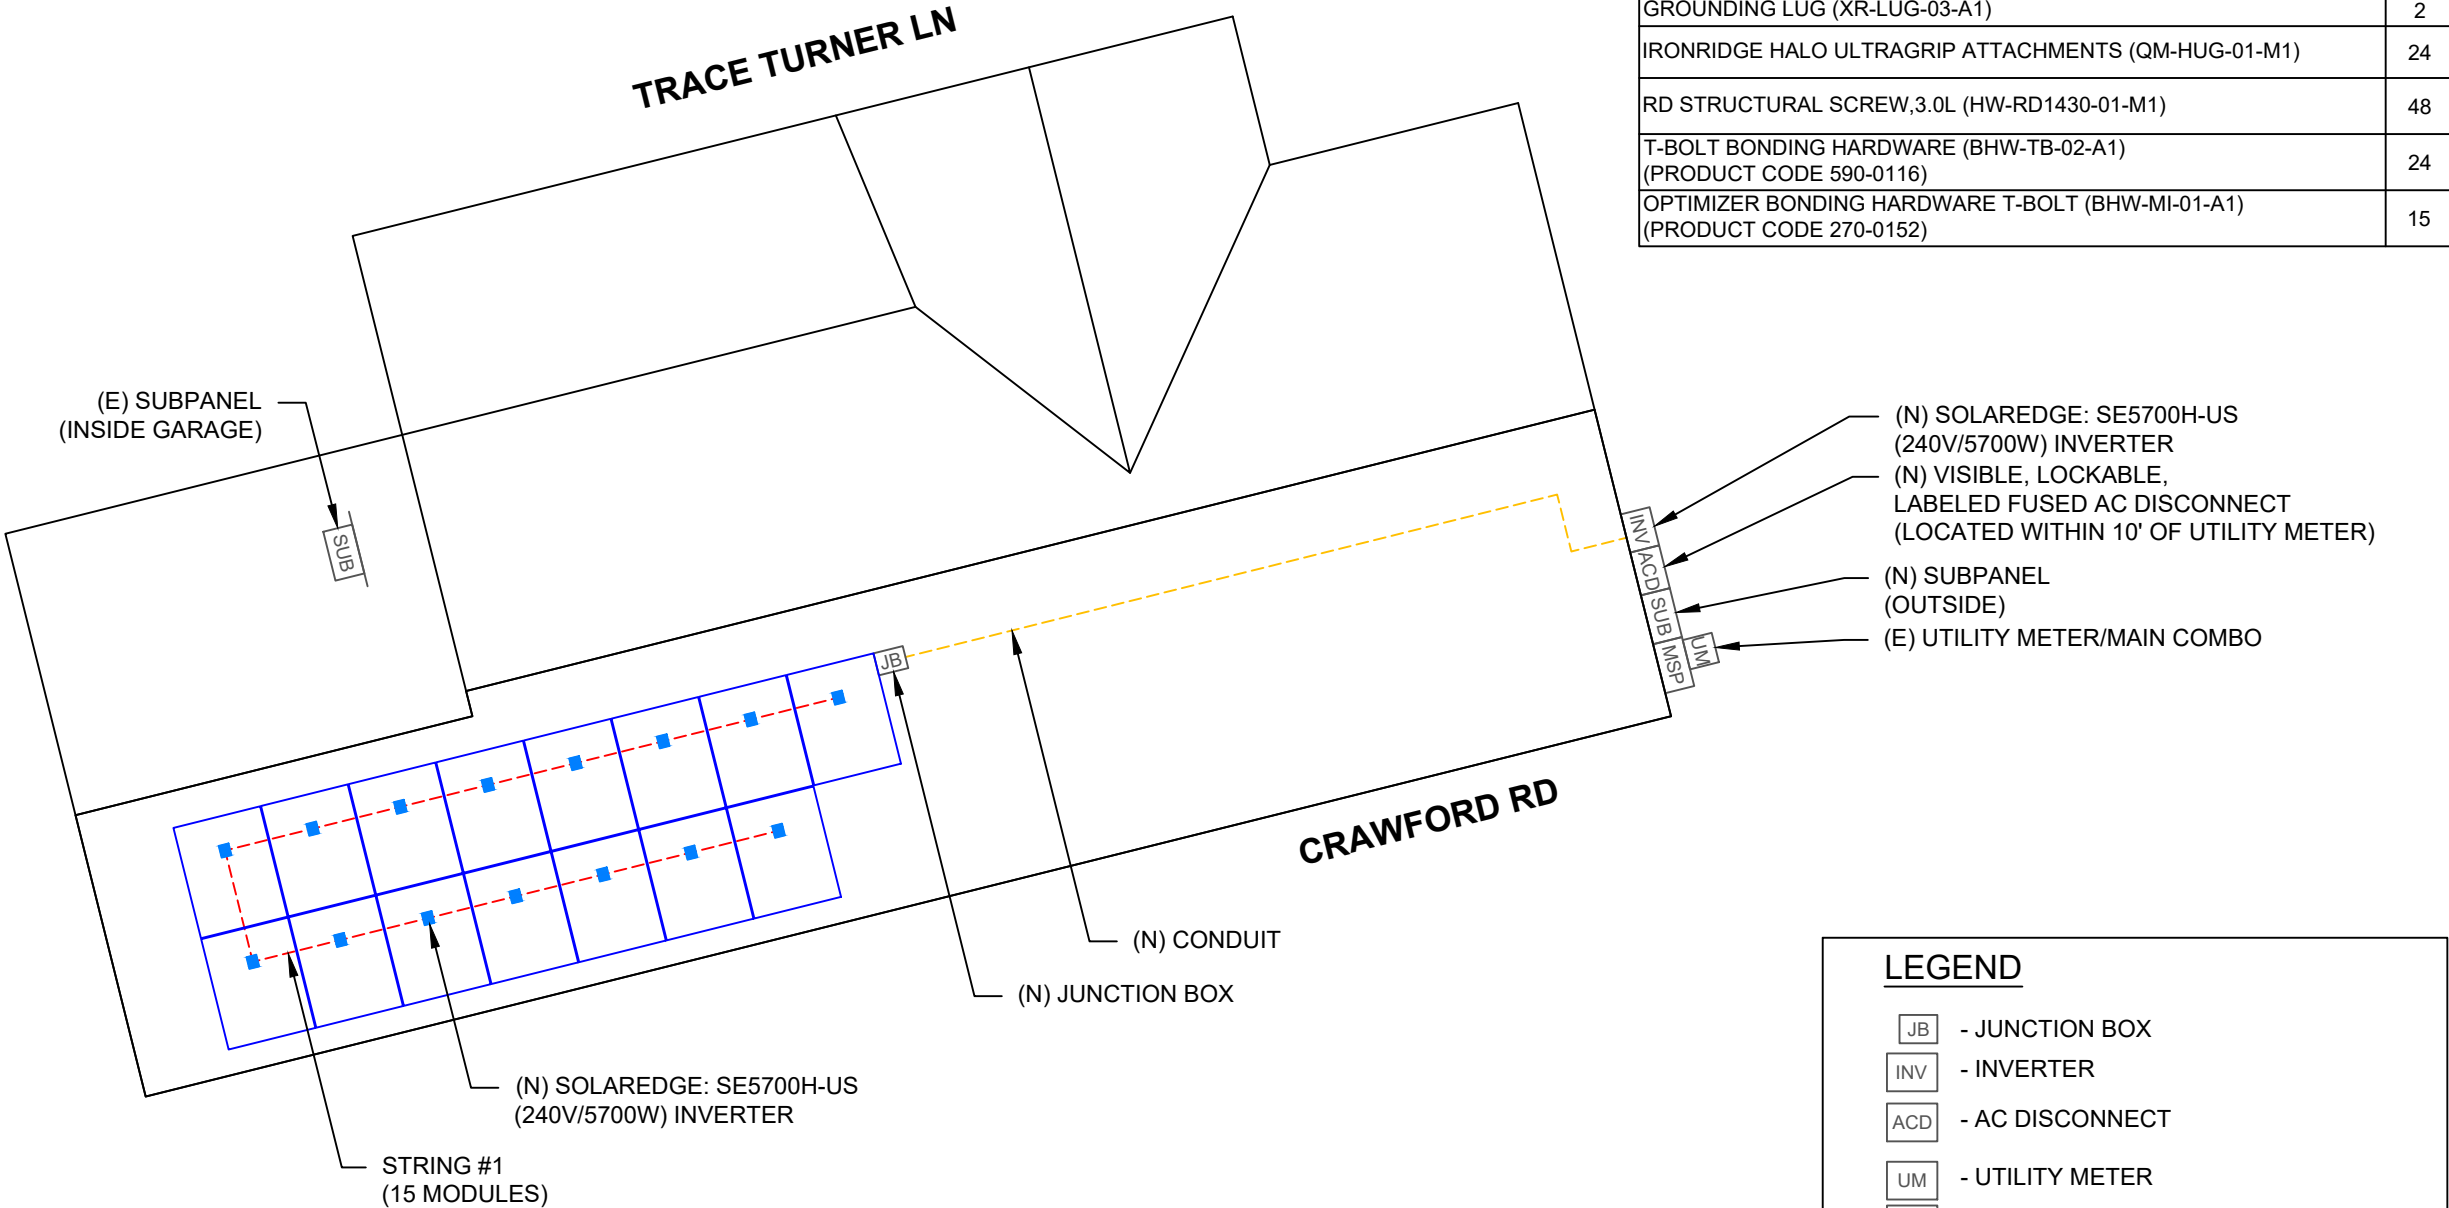 TRACE TURNER LN
GROUNDING LUG (XR-LUG-03-A1) 2
IRONRIDGE HALO ULTRAGRIP ATTACHMENTS (QM-HUG-01-M1) 24
RD STRUCTURAL SCREW,3.0L (HW-RD1430-01-M1) 48
T-BOLT BONDING HARDWARE (BHW-TB-02-A1)
(PRODUCT CODE 590-0116) 24
OPTIMIZER BONDING HARDWARE T-BOLT (BHW-MI-01-A1)
(PRODUCT CODE 270-0152) 15
(E) SUBPANEL
(INSIDE GARAGE)
SUB
(N) SOLAREDGE: SE5700H-US
(240V/5700W) INVERTER
(N) VISIBLE, LOCKABLE,
LABELED FUSED AC DISCONNECT
(LOCATED WITHIN 10' OF UTILITY METER)
(N) SUBPANEL
(OUTSIDE)
(E) UTILITY METER/MAIN COMBO
INV
ACD
SUB
MSP
UM
JB
CRAWFORD RD
(N) CONDUIT
(N) JUNCTION BOX
(N) SOLAREDGE: SE5700H-US
(240V/5700W) INVERTER
STRING #1
(15 MODULES)
LEGEND
JB - JUNCTION BOX
INV - INVERTER
ACD - AC DISCONNECT
UM - UTILITY METER